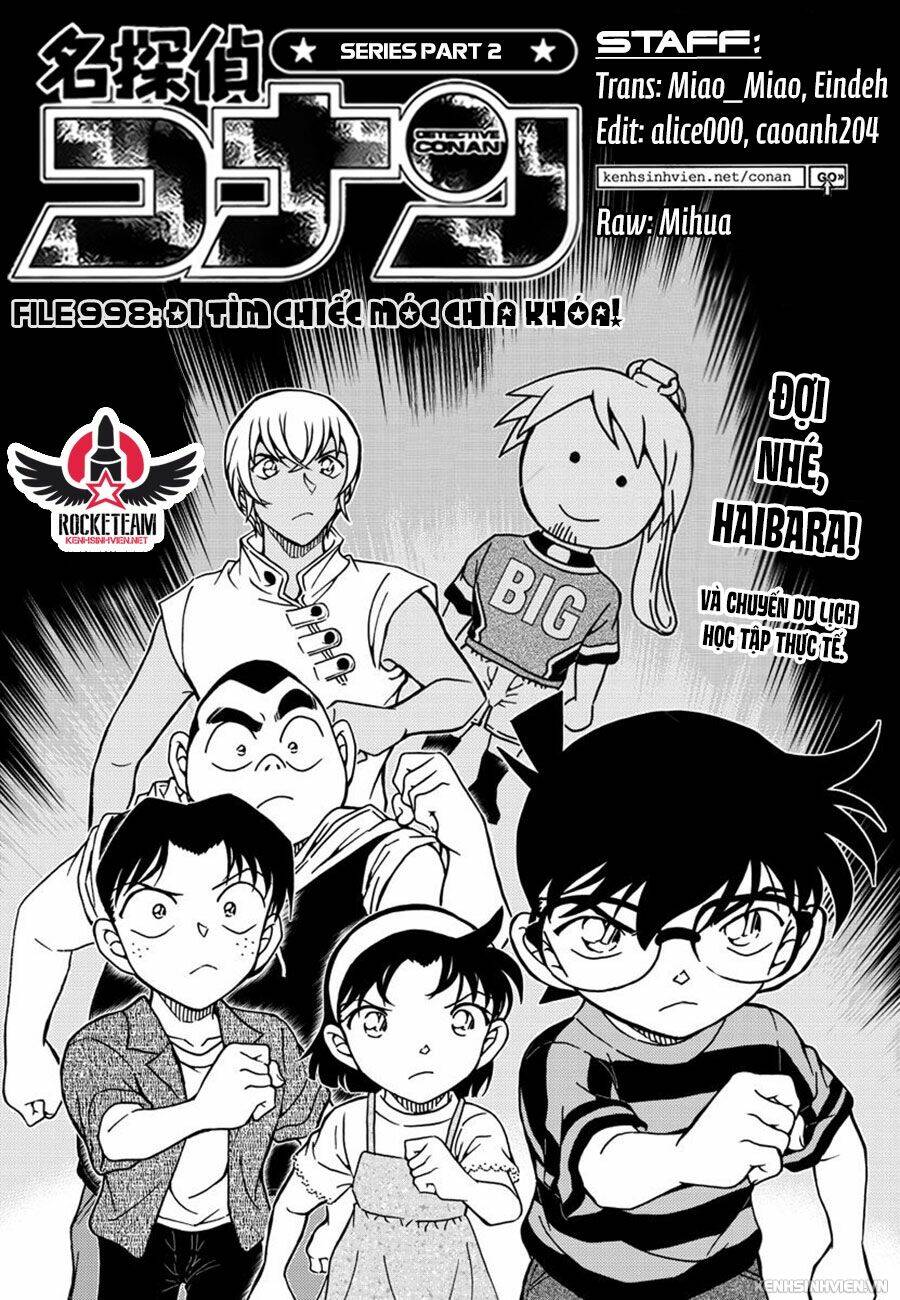 名探偵
SERIES PART 2
コナン
DETECTIVE
CONAN
STAFF:
Trans: Miao_Miao, Eindeh
Edit: alice000, caoanh204
kenhsinhvien.net/conan GO»
Raw: Mihua
FILE 998: ĐI TÌM CHIẾC MÓC CHÌA KHÓA!
ĐỢI
NHÉ,
HAIBARA!
VÀ CHUYẾN DU LỊCH
HỌC TẬP THỰC TẾ.
ROCKETEAM
KENHSINHVIEN.NET
BIG
KENHSINHVIEN.VN